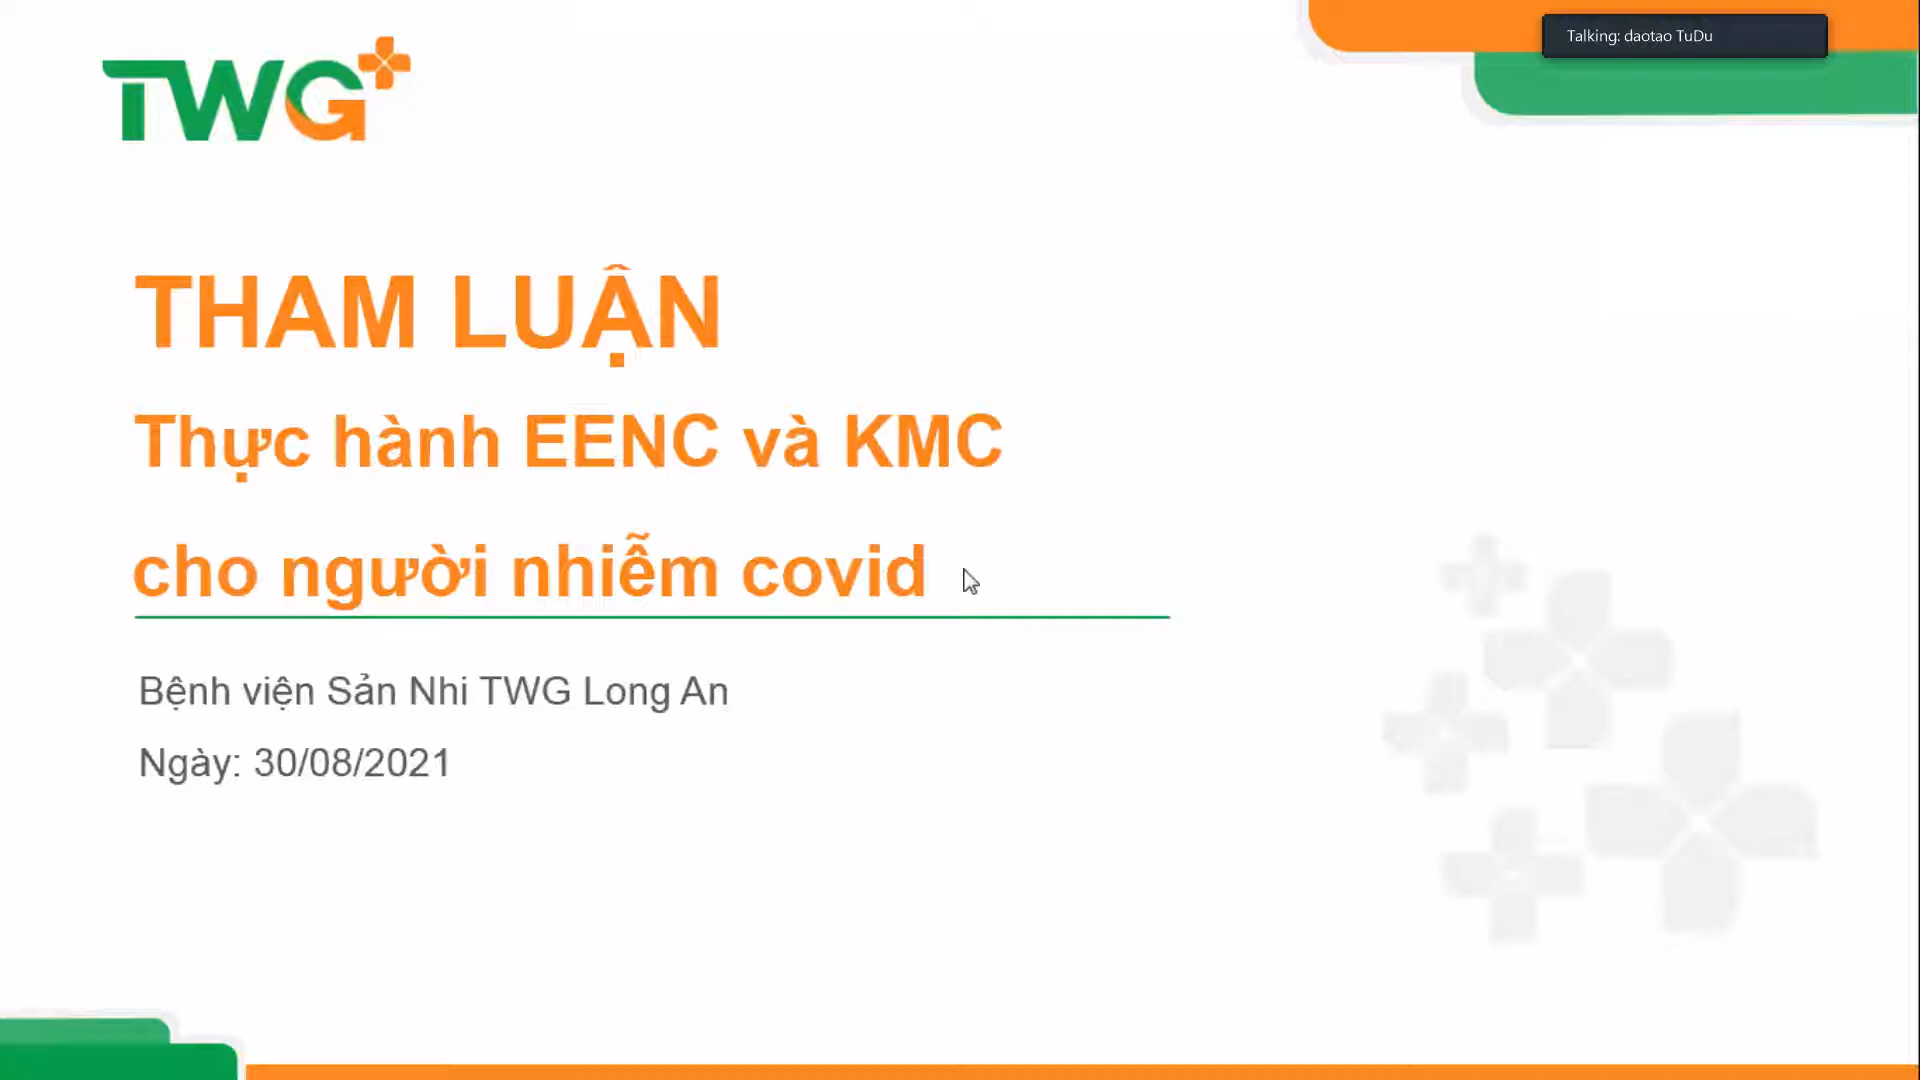 Talking: daotao TuDu
TWG
THAM LUẬN
Thực hành EENC và KMC
cho người nhiễm covid
Bệnh viện Sản Nhi TWG Long An
Ngày: 30/08/2021